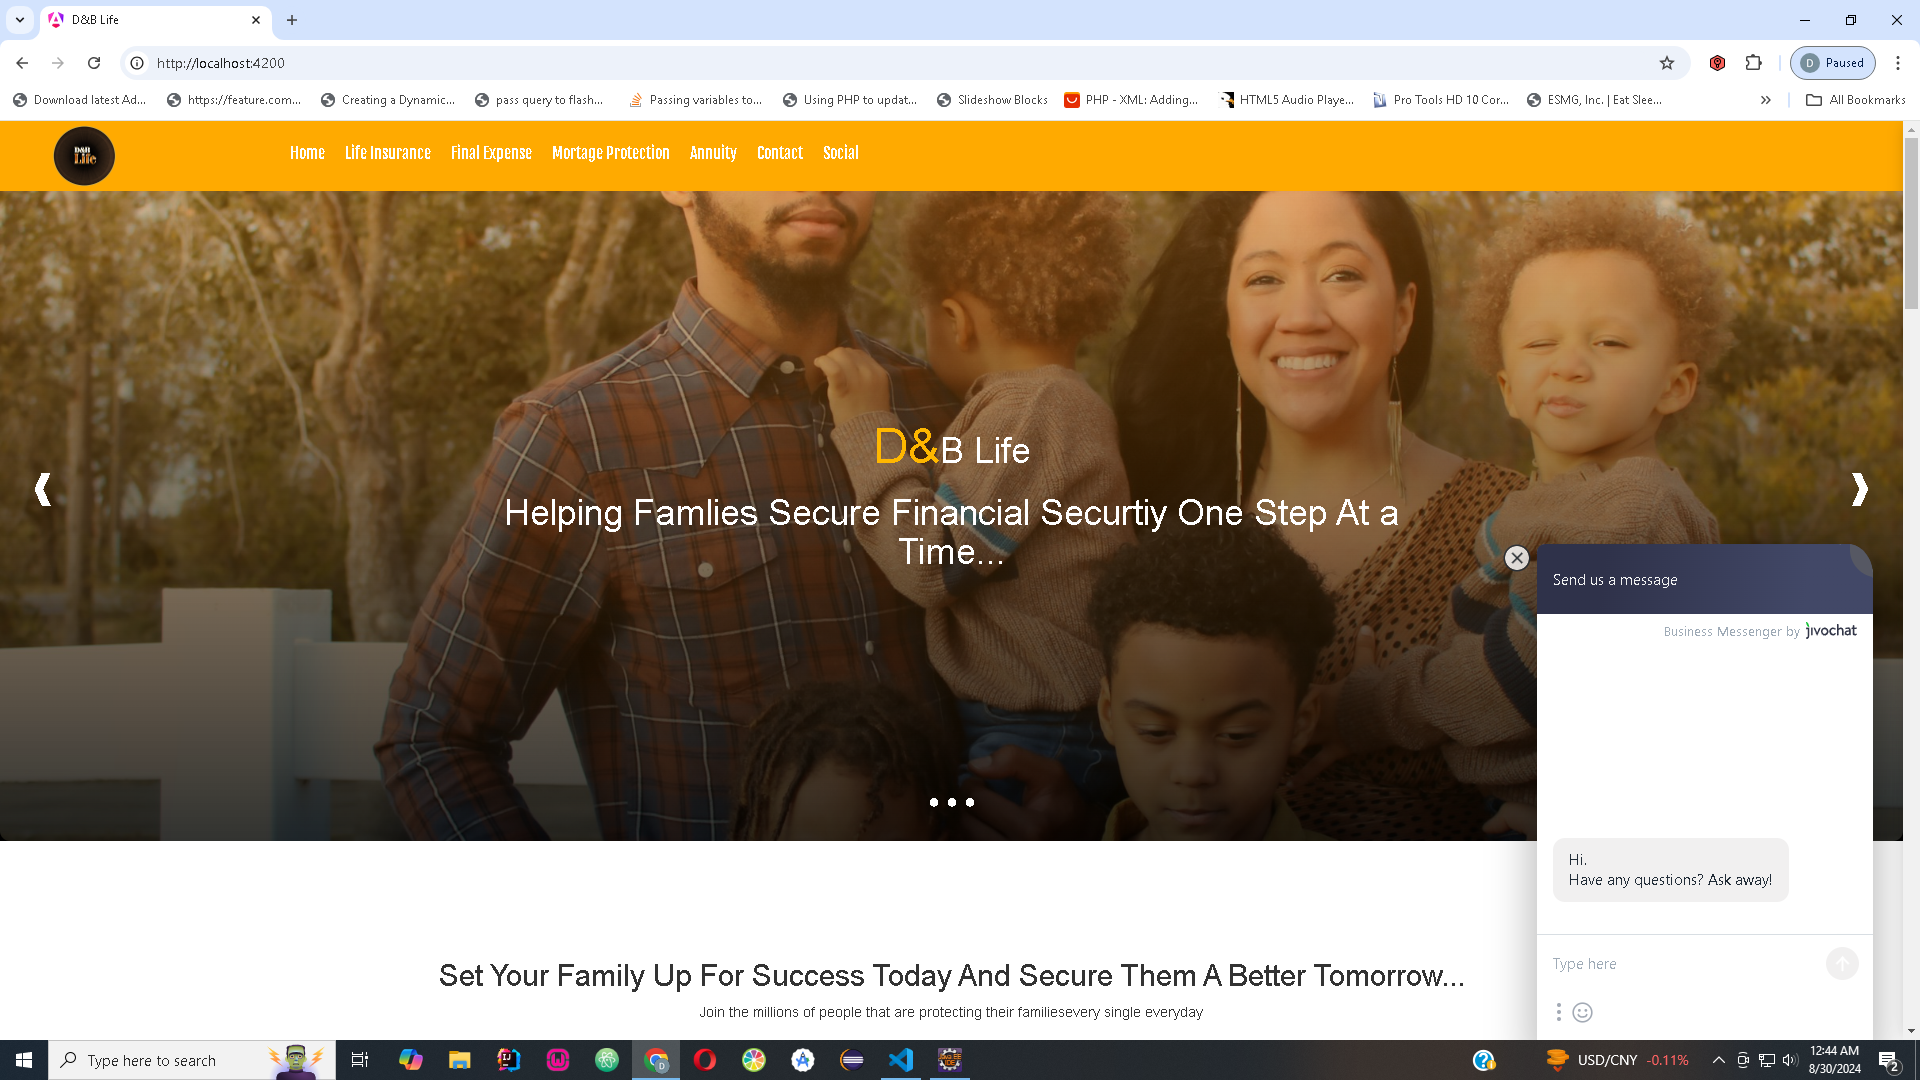 D&B Life
http://localhost:4200
D
Paused
Download latest Ad...
https://feature.com...
Creating a Dynamic...
pass query to flash...
Passing variables to...
Using PHP to updat...
Slideshow Blocks
PHP - XML: Adding...
HTML5 Audio Playe...
Pro Tools HD 10 Cor...
ESMG, Inc. | Eat Slee...
All Bookmarks
D&B
Life
Home
Life Insurance
Final Expense
Mortage Protection
Annuity
Contact
Social
D&B Life
Helping Famlies Secure Financial Securtiy One Step At a
Time...
Send us a message
Business Messenger by jivochat
Hi.
Have any questions? Ask away!
Type here
Set Your Family Up For Success Today And Secure Them A Better Tomorrow...
Join the millions of people that are protecting their familiesevery single everyday
Type here to search
USD/CNY -0.11%
12:44 AM
8/30/2024
2